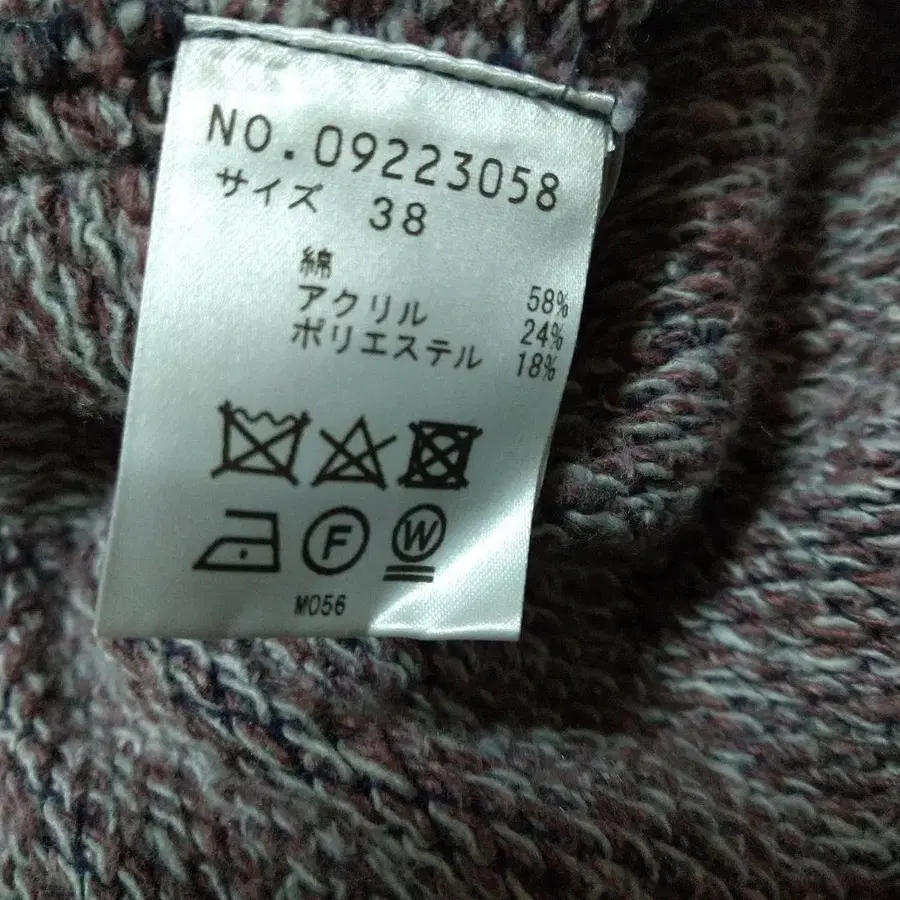 NO.09223058
サイズ 38
綿 58%
アクリル 24%
ポリエステル 18%
F W
M056